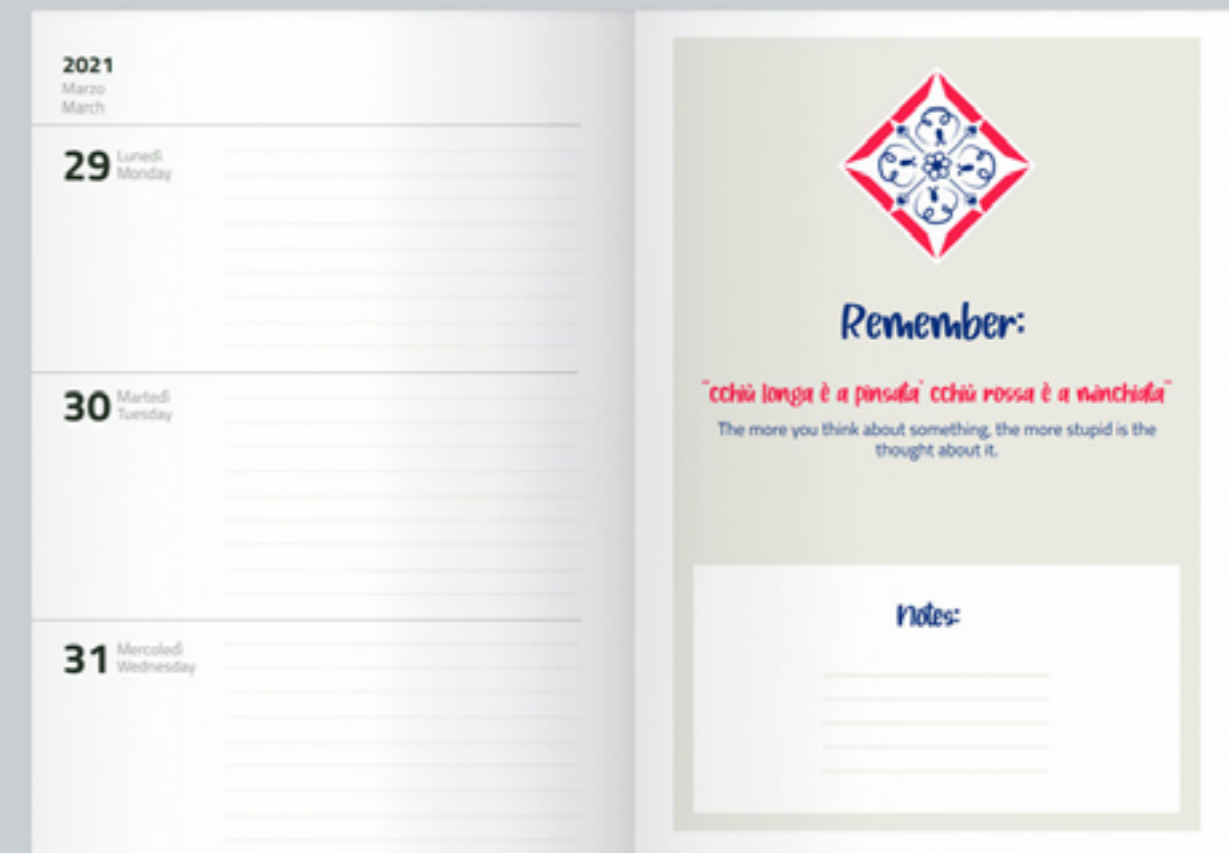 2021
Marzo
March
29 Lunedì
Monday
30 Martedì
Tuesday
31 Mercoledì
Wednesday
Remember:
"cchiù longa è a pinsata' cchiù rossa è a minchiata"
The more you think about something, the more stupid is the
thought about it.
Notes: